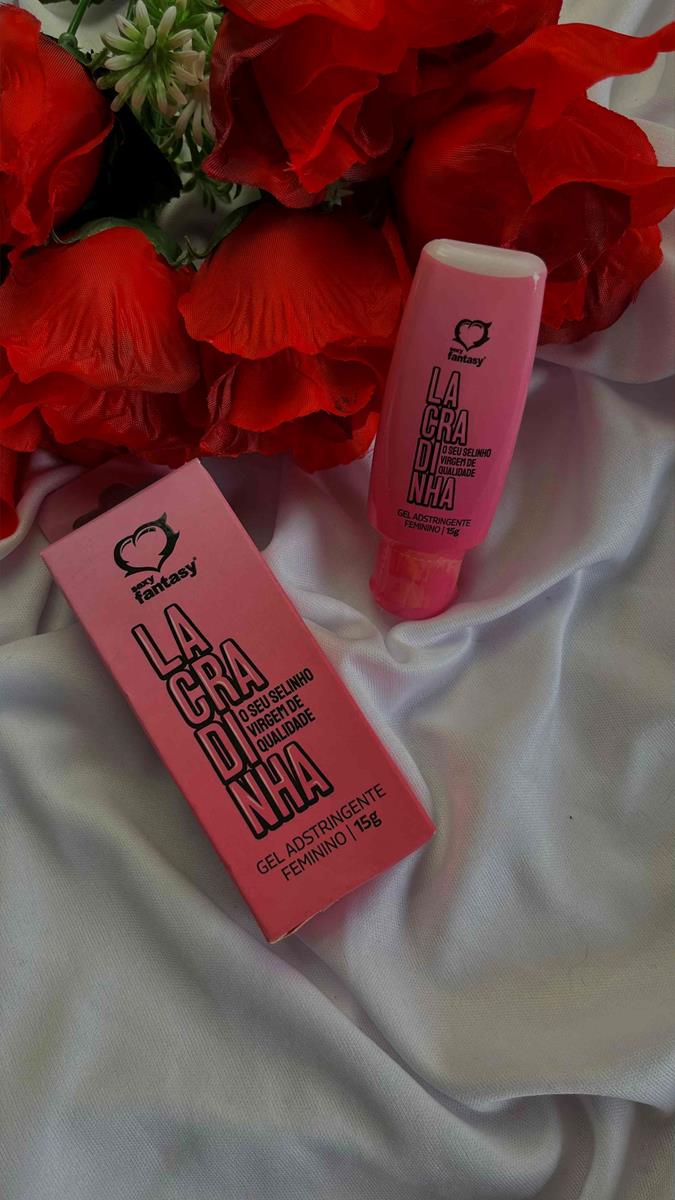 sexy
fantasy®
LA
CRA
DI
NHA
O SEU SELINHO
VIRGEM DE
QUALIDADE
GEL ADSTRINGENTE
FEMININO | 15g
sexy
fantasy®
LA
CRA
DI
NHA
O SEU SELINHO
VIRGEM DE
QUALIDADE
GEL ADSTRINGENTE
FEMININO | 15g